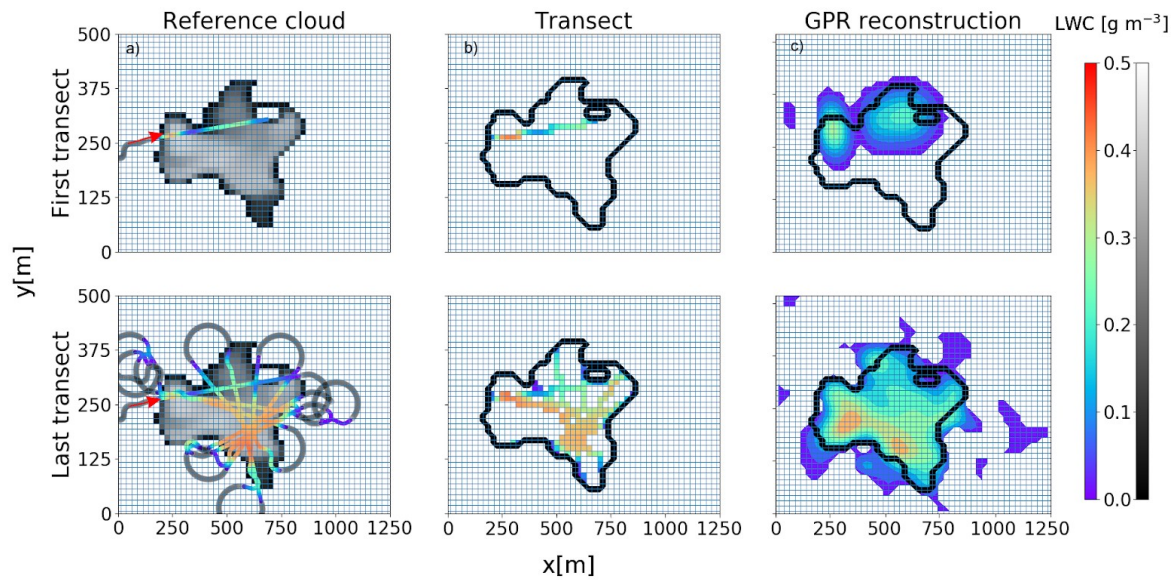 Reference cloud
Transect
GPR reconstruction
LWC [g m⁻³]
First transect
500
375
250
125
0
a)
b)
c)
0.5
0.4
0.3
0.2
0.1
0.0
y[m]
Last transect
500
375
250
125
0
0 250 500 750 1000 1250
0 250 500 750 1000 1250
0 250 500 750 1000 1250
x[m]